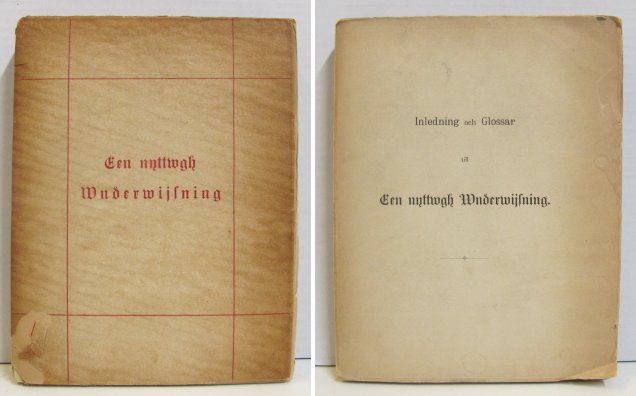 Een nyttwgh
Wnderwijſning
Inledning och Glossar
till
Een nyttwgh Wnderwijſning.